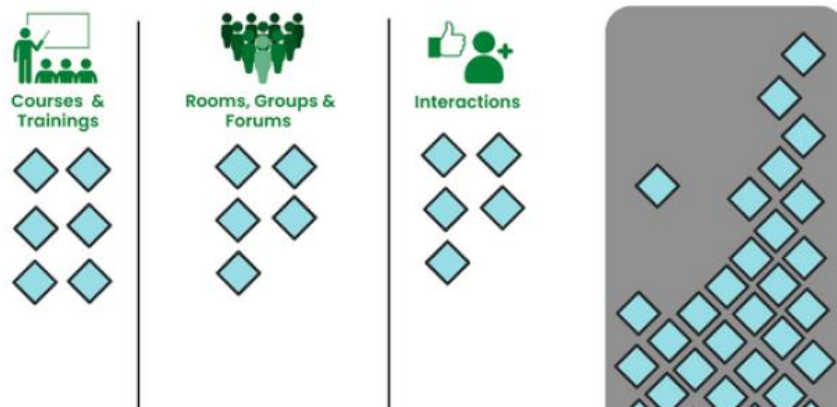 Courses &
Trainings
Rooms, Groups &
Forums
Interactions